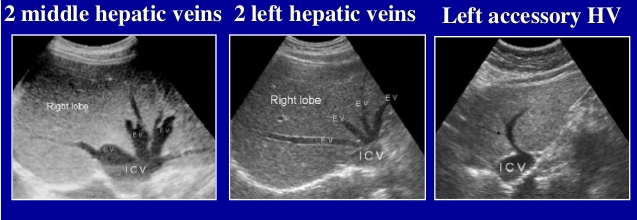 2 middle hepatic veins
2 left hepatic veins
Left accessory HV
Right lobe
EV
EV
EV
ICV
Right lobe
EV
EV
EV
EV
ICV
ICV